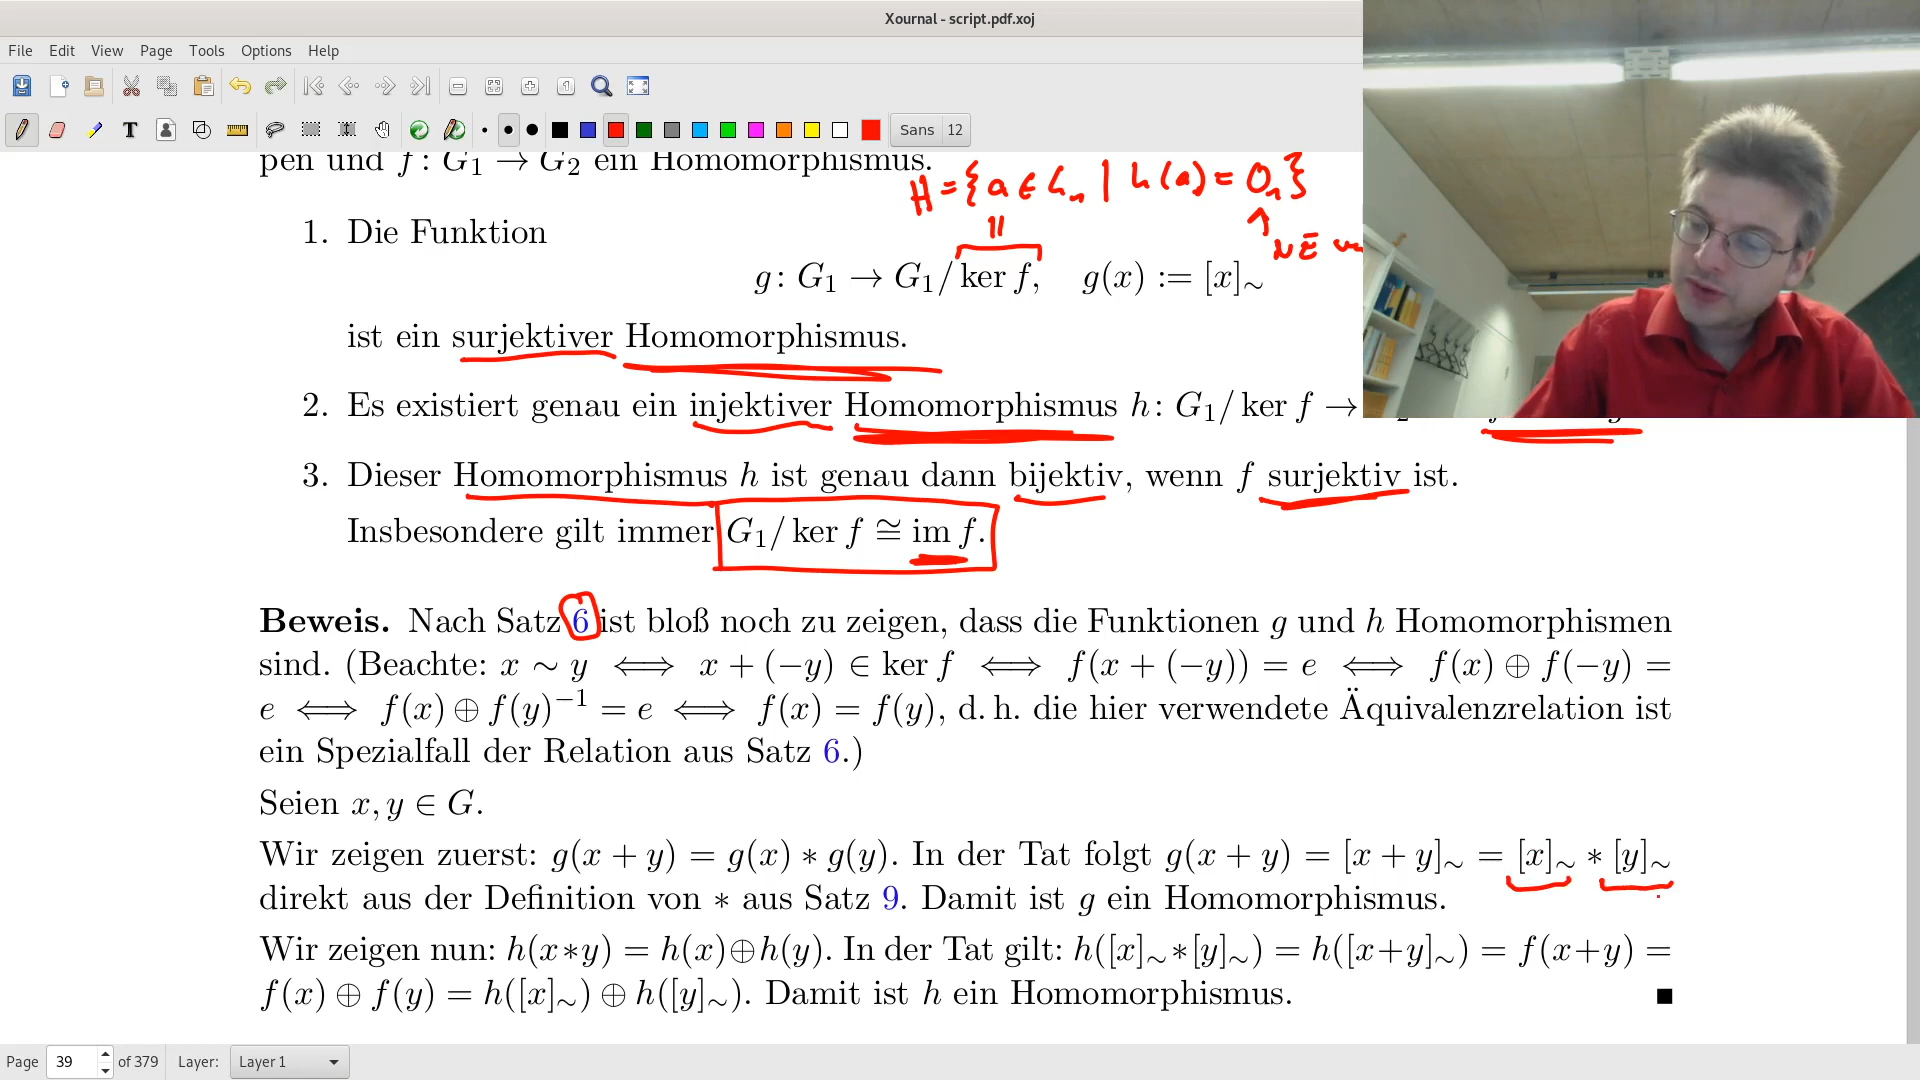 Xournal - script.pdf.xoj
File Edit View Page Tools Options Help
Sans 12
pen und f : G₁ → G₂ ein Homomorphismus.
H = {a ∈ G₁ | h(a) = 0₁}
NE
1. Die Funktion
g : G₁ → G₁/ ker f, g(x) := [x]∼
ist ein surjektiver Homomorphismus.
2. Es existiert genau ein injektiver Homomorphismus h : G₁/ ker f →
3. Dieser Homomorphismus h ist genau dann bijektiv, wenn f surjektiv ist.
Insbesondere gilt immer G₁/ ker f ≅ im f.
Beweis. Nach Satz 6 ist bloß noch zu zeigen, dass die Funktionen g und h Homomorphismen
sind. (Beachte: x ∼ y ⟺ x + (−y) ∈ ker f ⟺ f(x + (−y)) = e ⟺ f(x) ⊕ f(−y) =
e ⟺ f(x) ⊕ f(y)⁻¹ = e ⟺ f(x) = f(y), d. h. die hier verwendete Äquivalenzrelation ist
ein Spezialfall der Relation aus Satz 6.)
Seien x, y ∈ G.
Wir zeigen zuerst: g(x + y) = g(x) ∗ g(y). In der Tat folgt g(x + y) = [x + y]∼ = [x]∼ ∗ [y]∼
direkt aus der Definition von ∗ aus Satz 9. Damit ist g ein Homomorphismus.
Wir zeigen nun: h(x∗y) = h(x)⊕h(y). In der Tat gilt: h([x]∼∗[y]∼) = h([x+y]∼) = f(x+y) =
f(x) ⊕ f(y) = h([x]∼) ⊕ h([y]∼). Damit ist h ein Homomorphismus. ■
Page 39 of 379 Layer: Layer 1